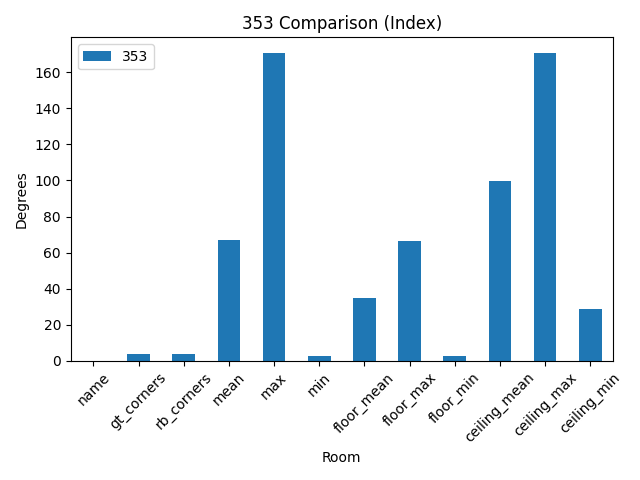 353 Comparison (Index)
353
Degrees
160
140
120
100
80
60
40
20
0
name
gt_corners
rb_corners
mean
max
min
floor_mean
floor_max
floor_min
ceiling_mean
ceiling_max
ceiling_min
Room